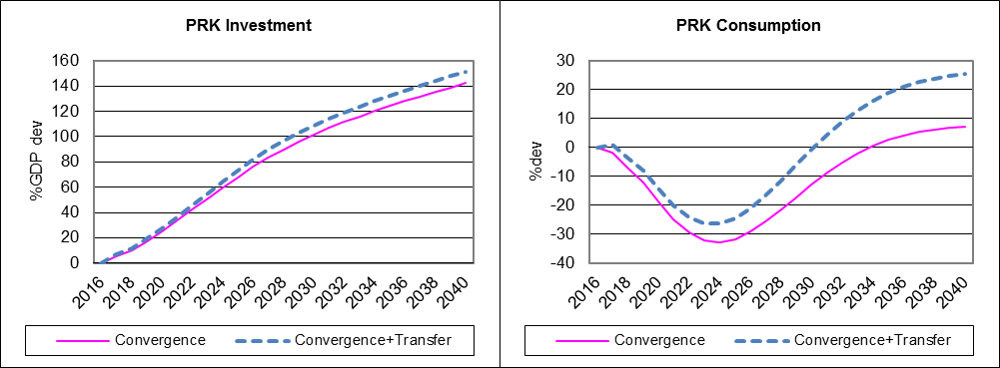 PRK Investment
%GDP dev
160
140
120
100
80
60
40
20
0
2016 2018 2020 2022 2024 2026 2028 2030 2032 2034 2036 2038 2040
Convergence Convergence+Transfer
PRK Consumption
%dev
30
20
10
0
-10
-20
-30
-40
2016 2018 2020 2022 2024 2026 2028 2030 2032 2034 2036 2038 2040
Convergence Convergence+Transfer